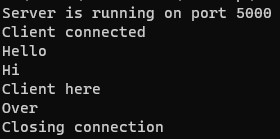 Server is running on port 5000
Client connected
Hello
Hi
Client here
Over
Closing connection